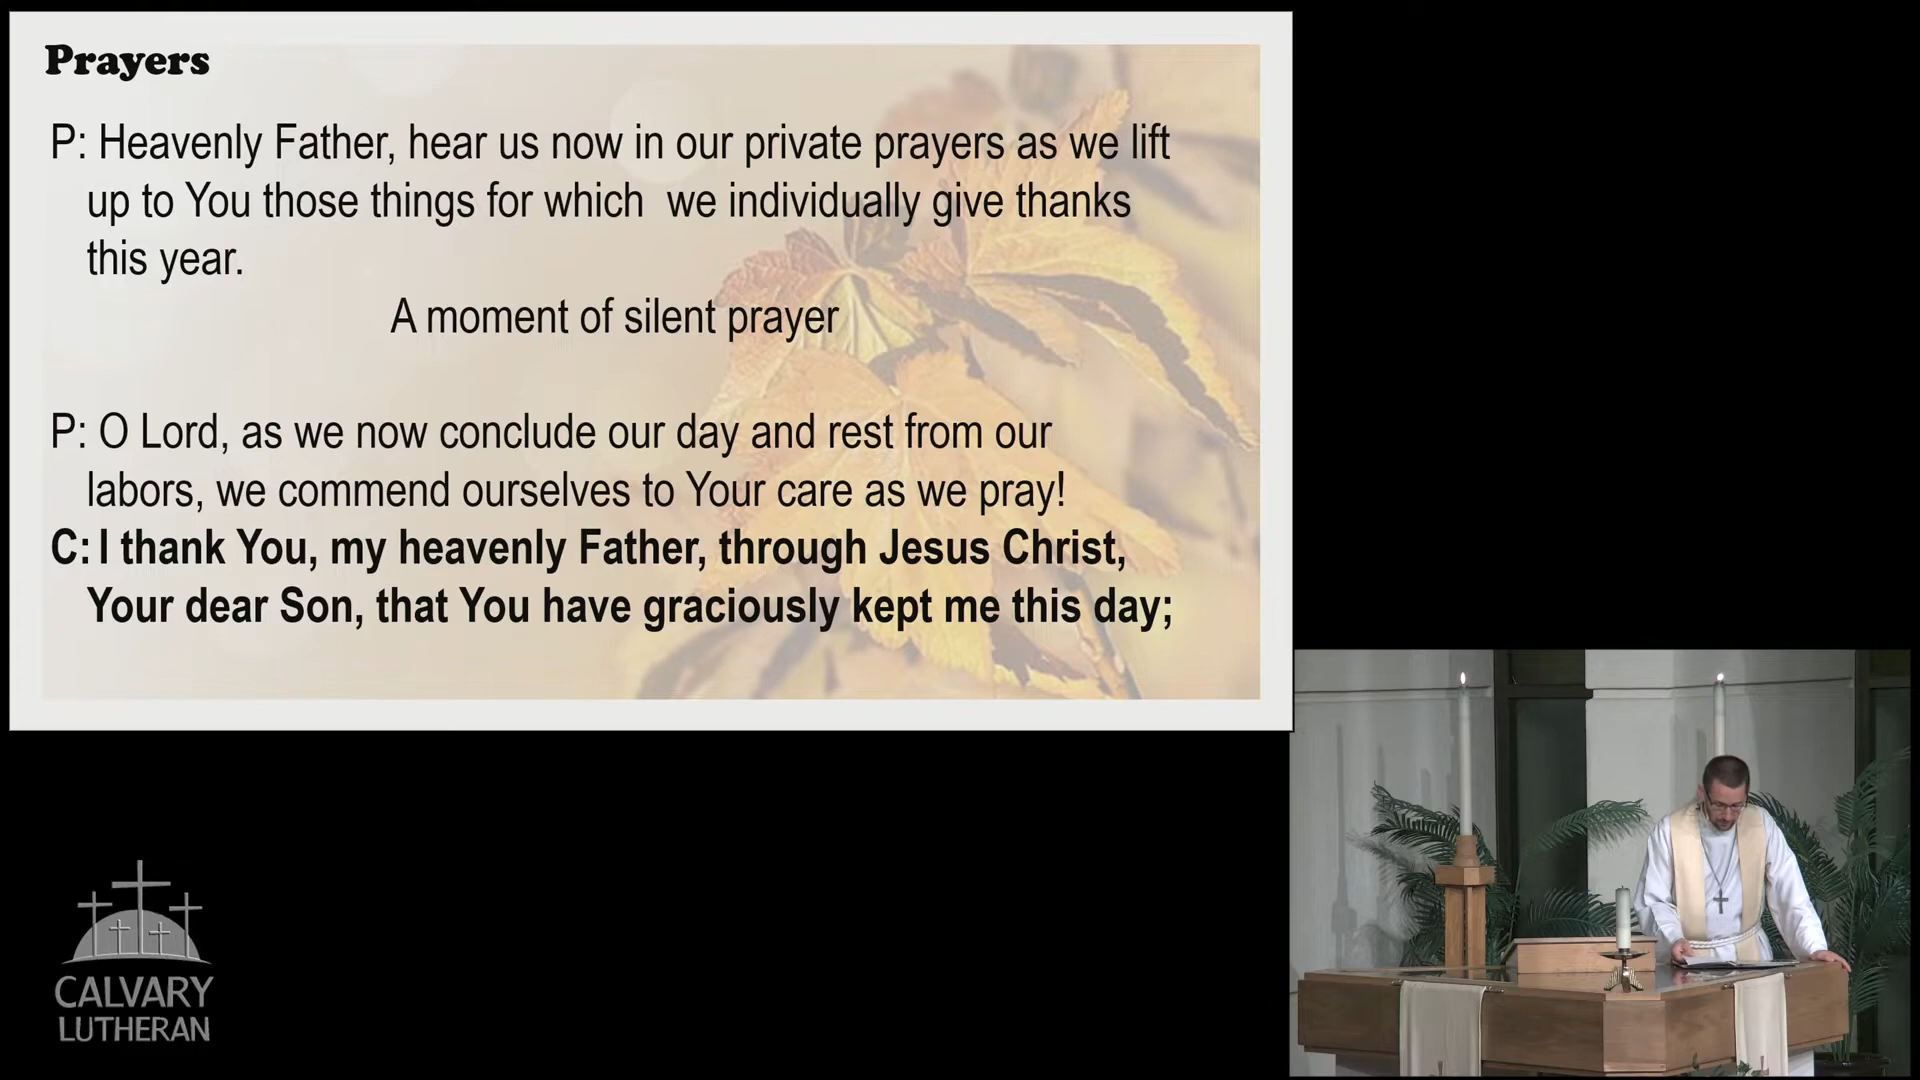 Prayers
P: Heavenly Father, hear us now in our private prayers as we lift
up to You those things for which  we individually give thanks
this year.
A moment of silent prayer
P: O Lord, as we now conclude our day and rest from our
labors, we commend ourselves to Your care as we pray!
C: I thank You, my heavenly Father, through Jesus Christ,
Your dear Son, that You have graciously kept me this day;
CALVARY
LUTHERAN